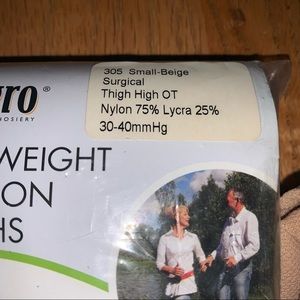 ro®
HOSIERY
305 Small-Beige
Surgical
Thigh High OT
Nylon 75% Lycra 25%
30-40mmHg
WEIGHT
ON
HS